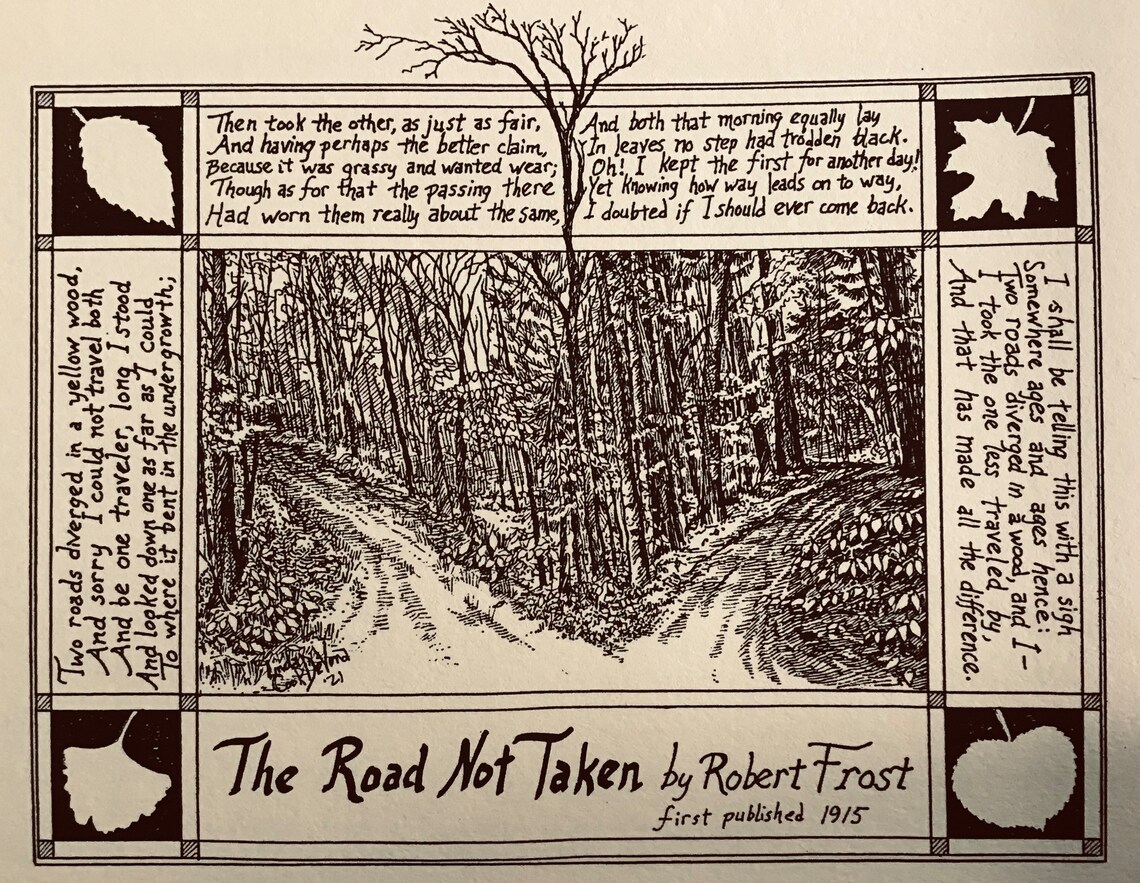 Two roads diverged in a yellow wood,
And sorry I could not travel both
And be one traveler, long I stood
And looked down one as far as I could
To where it bent in the undergrowth;
Then took the other, as just as fair,
And having perhaps the better claim,
Because it was grassy and wanted wear;
Though as for that the passing there
Had worn them really about the same,
And both that morning equally lay
In leaves no step had trodden black.
Oh! I kept the first for another day!
Yet knowing how way leads on to way,
I doubted if I should ever come back.
I shall be telling this with a sigh
Somewhere ages and ages hence:
Two roads diverged in a wood, and I–
I took the one less traveled by,
And that has made all the difference.
21
The Road Not Taken by Robert Frost
first published 1915